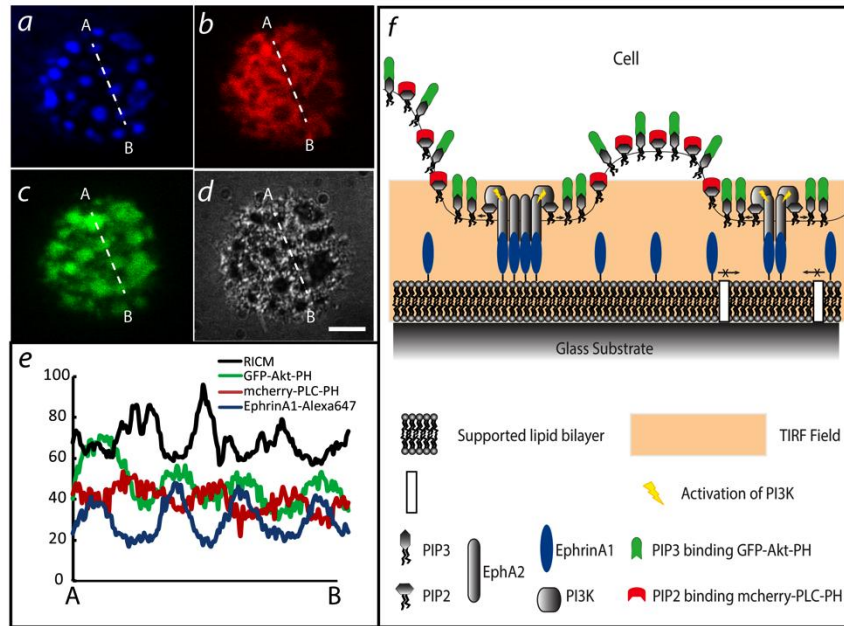 a
A
B
b
A
B
c
A
B
d
A
B
e
RICM
GFP-Akt-PH
mcherry-PLC-PH
EphrinA1-Alexa647
100
80
60
40
20
0
A
B
f
Cell
Glass Substrate
Supported lipid bilayer
TIRF Field
Activation of PI3K
PIP3
EphA2
EphrinA1
PIP3 binding GFP-Akt-PH
PIP2
PI3K
PIP2 binding mcherry-PLC-PH